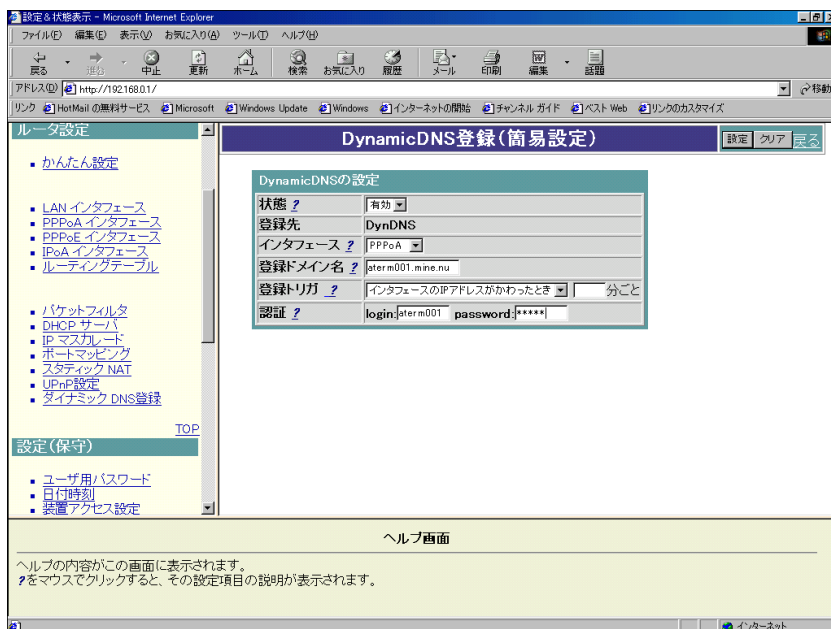 設定＆状態表示 - Microsoft Internet Explorer
ファイル(F) 編集(E) 表示(V) お気に入り(A) ツール(T) ヘルプ(H)
戻る 進む 中止 更新 ホーム 検索 お気に入り 履歴 メール 印刷 編集 話題
アドレス(D) http://192.168.0.1/ 移動
リンク HotMail の無料サービス Microsoft Windows Update Windows インターネットの開始 チャンネル ガイド ベスト Web リンクのカスタマイズ
ルータ設定
かんたん設定
LAN インタフェース
PPPoA インタフェース
PPPoE インタフェース
IPoA インタフェース
ルーティングテーブル
パケットフィルタ
DHCP サーバ
IP マスカレード
ポートマッピング
スタティック NAT
UPnP設定
ダイナミック DNS登録
TOP
設定(保守)
ユーザ用パスワード
日付時刻
装置アクセス設定
DynamicDNS登録(簡易設定)
設定 クリア 戻る
DynamicDNSの設定
状態 ? 有効
登録先 DynDNS
インタフェース ? PPPoA
登録ドメイン名 ? aterm001.mine.nu
登録トリガ ? インタフェースのIPアドレスがかわったとき 分ごと
認証 ? login:aterm001 password:*****
ヘルプ画面
ヘルプの内容がこの画面に表示されます。
?をマウスでクリックすると、その設定項目の説明が表示されます。
インターネット